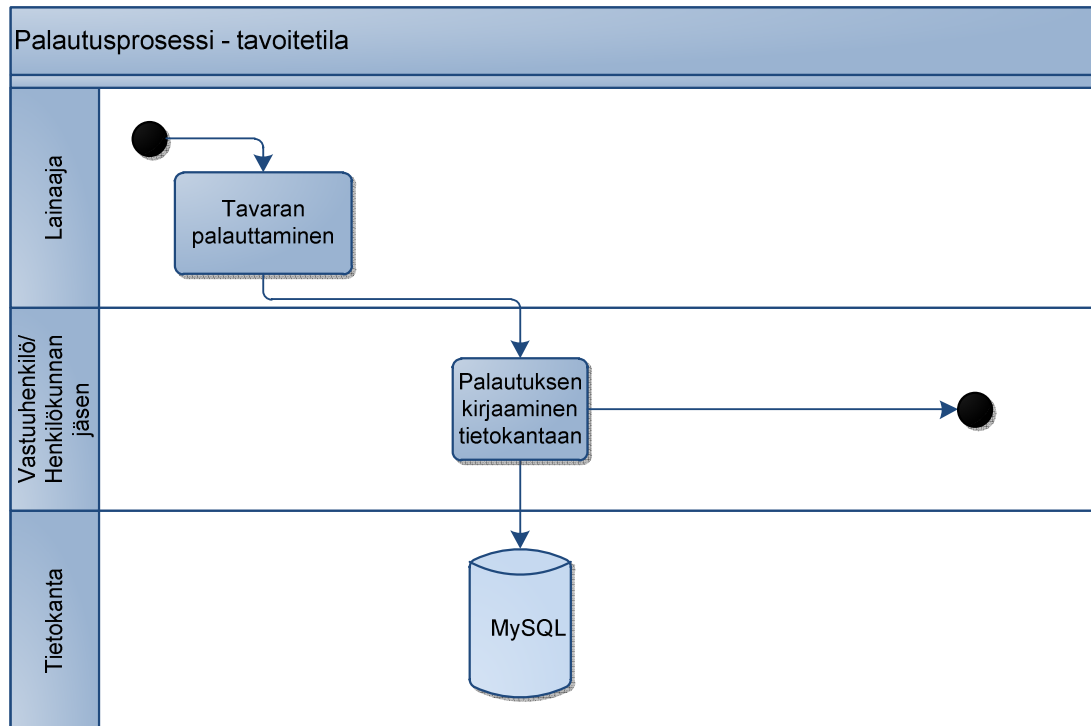 Palautusprosessi - tavoitetila
Lainaaja
Tavaran
palauttaminen
Vastuuhenkilö/
Henkilökunnan
jäsen
Palautuksen
kirjaaminen
tietokantaan
Tietokanta
MySQL